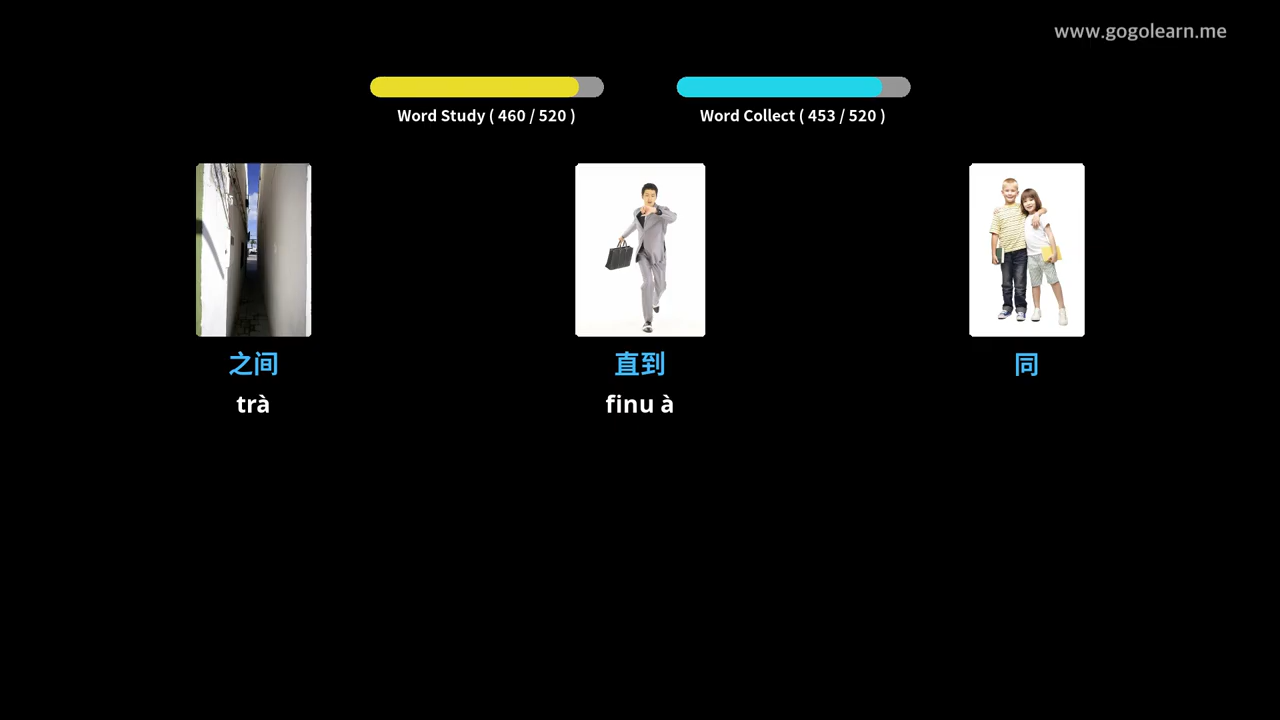 www.gogolearn.me
Word Study ( 460 / 520 )
Word Collect ( 453 / 520 )
之间
直到
同
trà
finu à